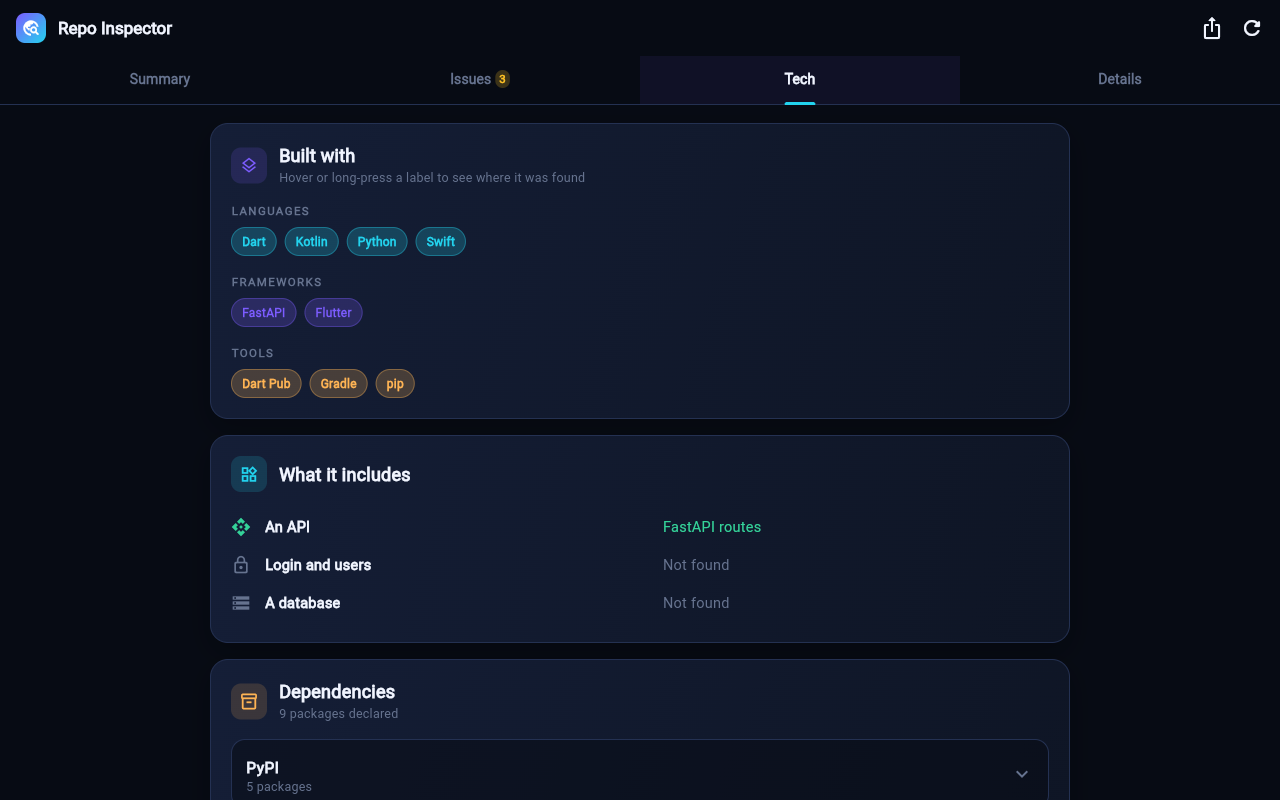 Repo Inspector
Summary
Issues 3
Tech
Details
Built with
Hover or long-press a label to see where it was found
LANGUAGES
Dart Kotlin Python Swift
FRAMEWORKS
FastAPI Flutter
TOOLS
Dart Pub Gradle pip
What it includes
An API FastAPI routes
Login and users Not found
A database Not found
Dependencies
9 packages declared
PyPI
5 packages